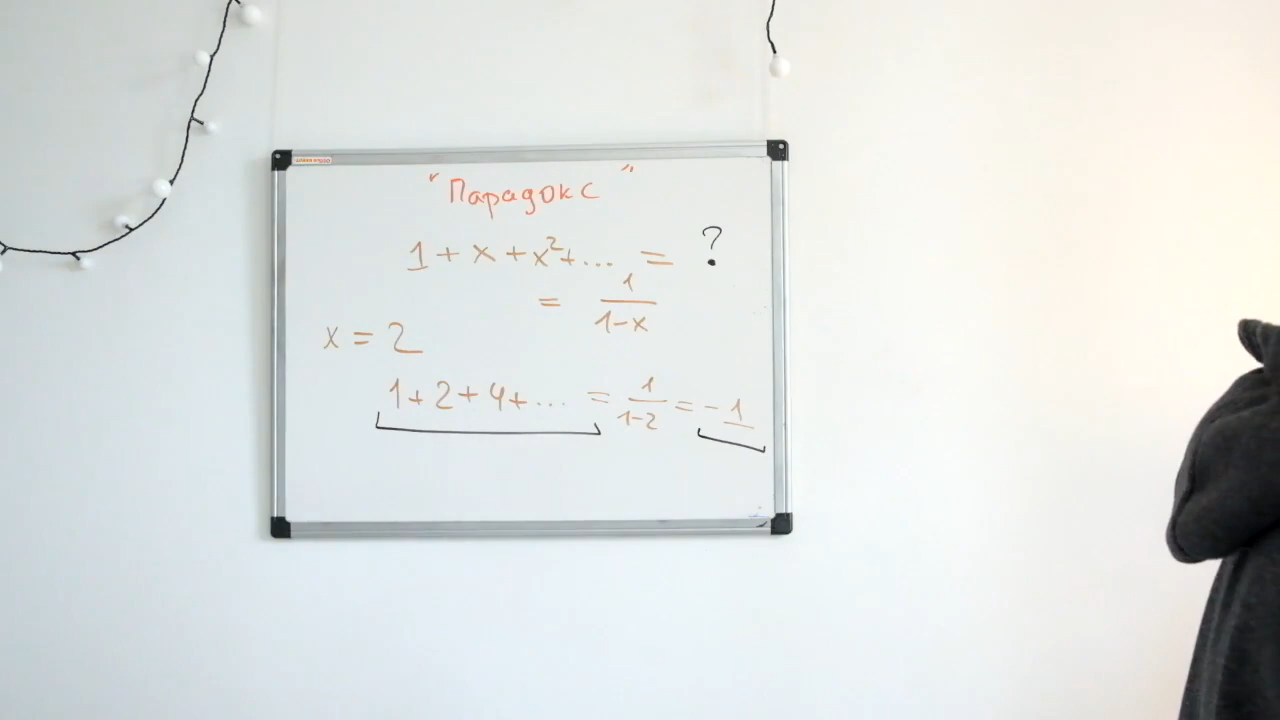 "Парадокс"
1 + x + x² + ... = ?
= 1/(1-x)
x = 2
1 + 2 + 4 + ... = 1/(1-2) = -1